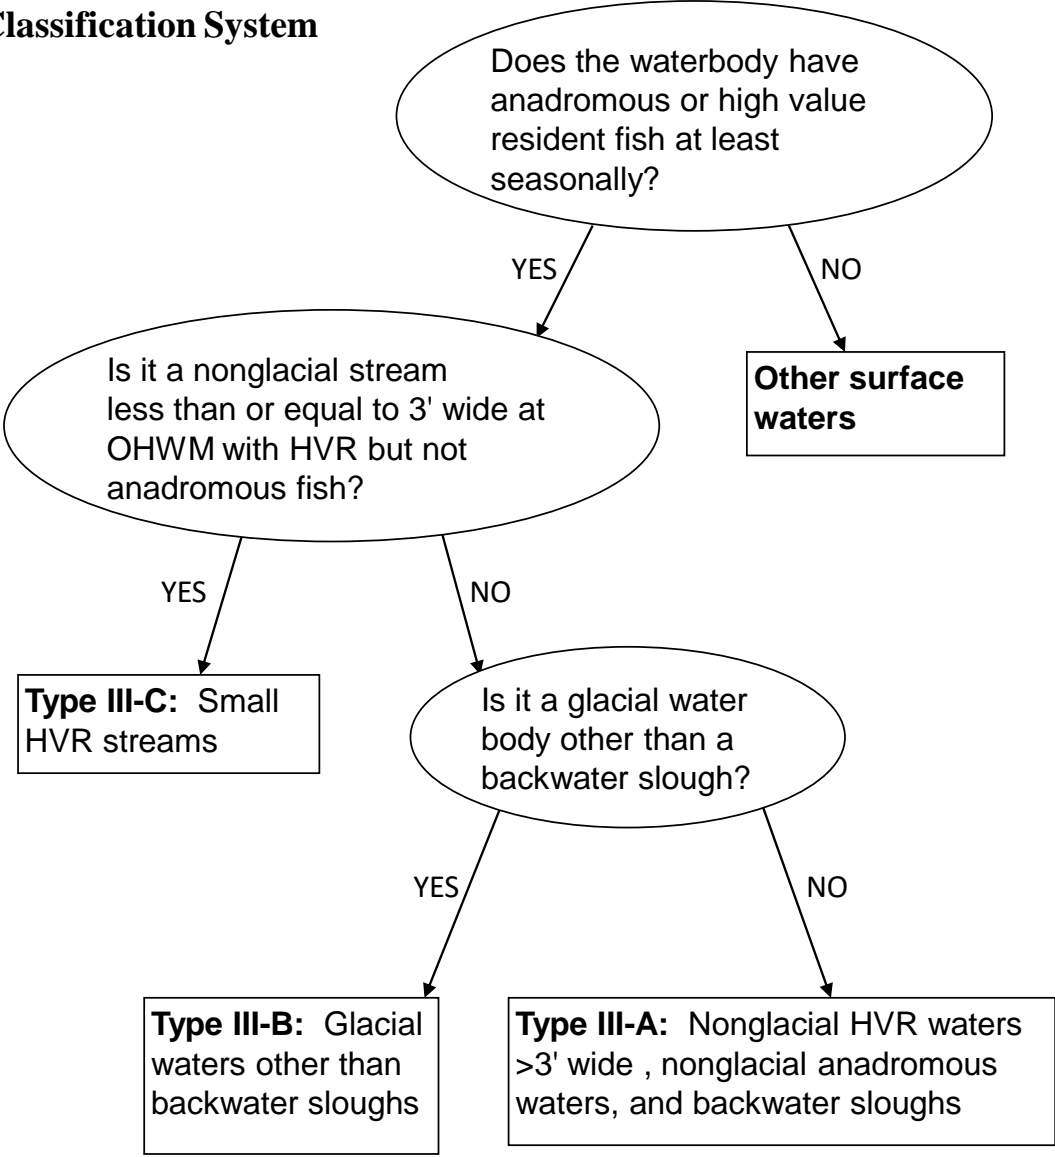 Classification System
Does the waterbody have
anadromous or high value
resident fish at least
seasonally?
YES
NO
Is it a nonglacial stream
less than or equal to 3' wide at
OHWM with HVR but not
anadromous fish?
Other surface
waters
YES
NO
Type III-C: Small
HVR streams
Is it a glacial water
body other than a
backwater slough?
YES
NO
Type III-B: Glacial
waters other than
backwater sloughs
Type III-A: Nonglacial HVR waters
>3' wide , nonglacial anadromous
waters, and backwater sloughs